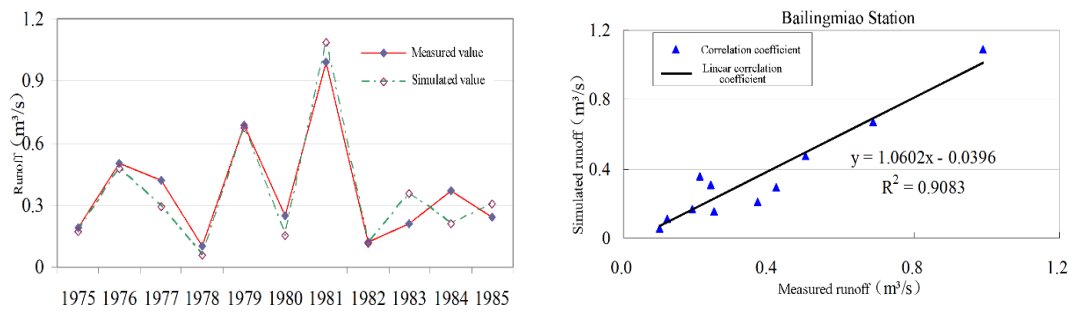 1.2
0.9
0.6
0.3
0
Runoff (m³/s)
Measured value
Simulated value
1975 1976 1977 1978 1979 1980 1981 1982 1983 1984 1985
Bailingmiao Station
1.2
0.8
0.4
0
Simulated runoff（m³/s）
Correlation coefficient
Linear correlation
coefficient
y = 1.0602x - 0.0396
R² = 0.9083
0.0 0.4 0.8 1.2
Measured runoff（m³/s）